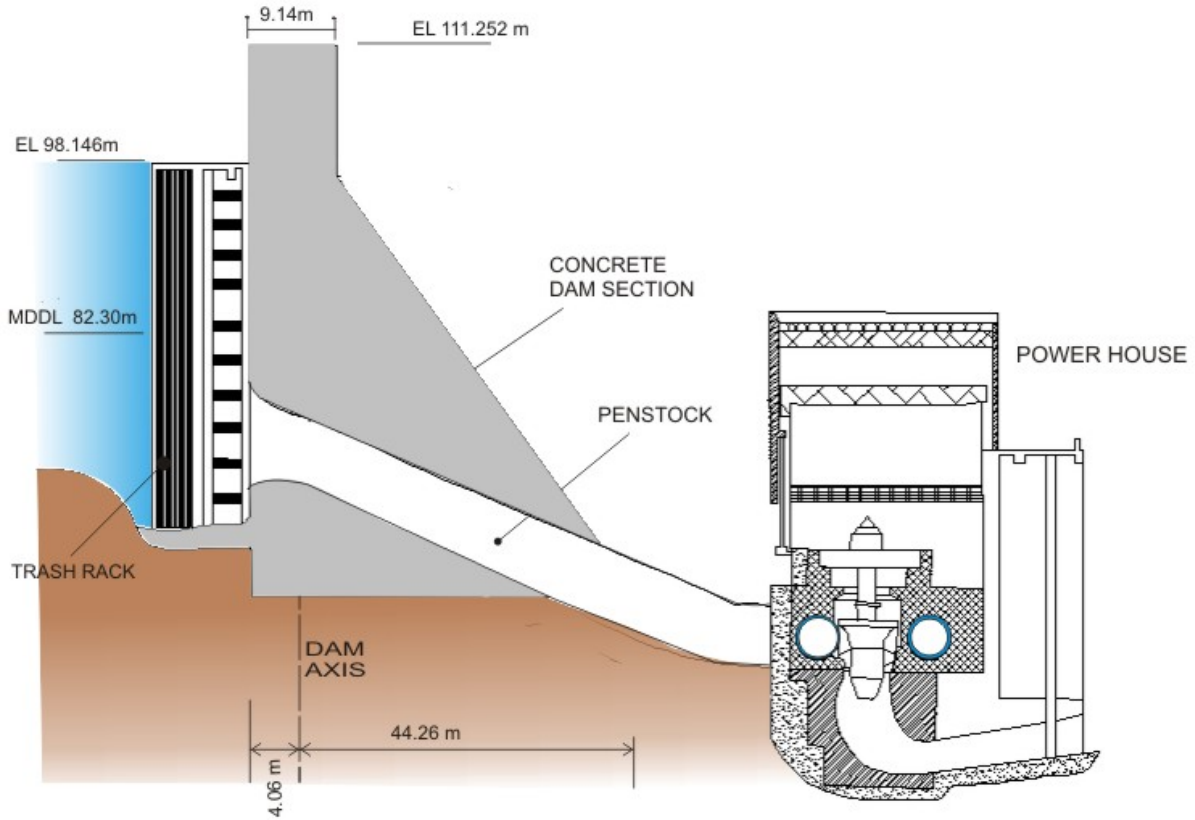 9.14m
EL 111.252 m
EL 98.146m
CONCRETE
DAM SECTION
MDDL 82.30m
POWER HOUSE
PENSTOCK
TRASH RACK
DAM
AXIS
44.26 m
4.06 m